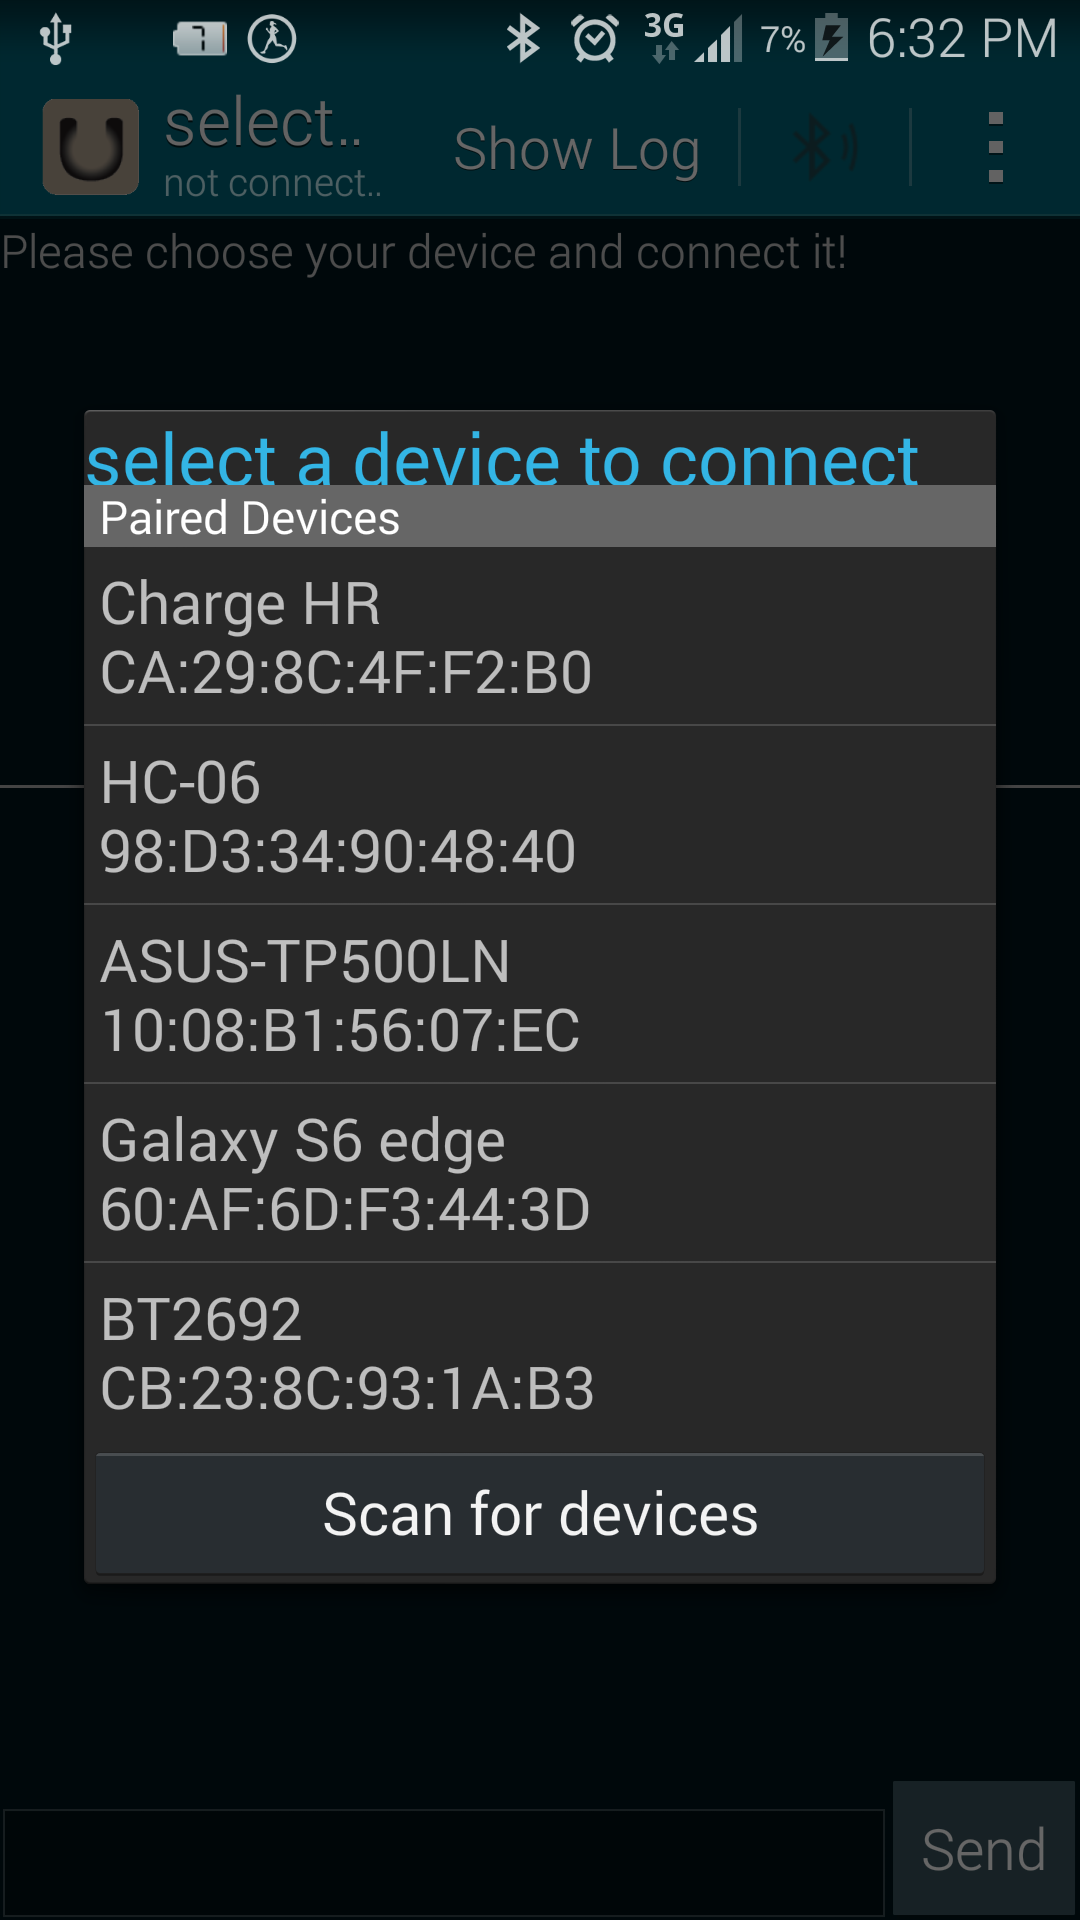 7 3G 7% 6:32 PM
select..
not connect..
Show Log
Please choose your device and connect it!
select a device to connect
Paired Devices
Charge HR
CA:29:8C:4F:F2:B0
HC-06
98:D3:34:90:48:40
ASUS-TP500LN
10:08:B1:56:07:EC
Galaxy S6 edge
60:AF:6D:F3:44:3D
BT2692
CB:23:8C:93:1A:B3
Scan for devices
Send